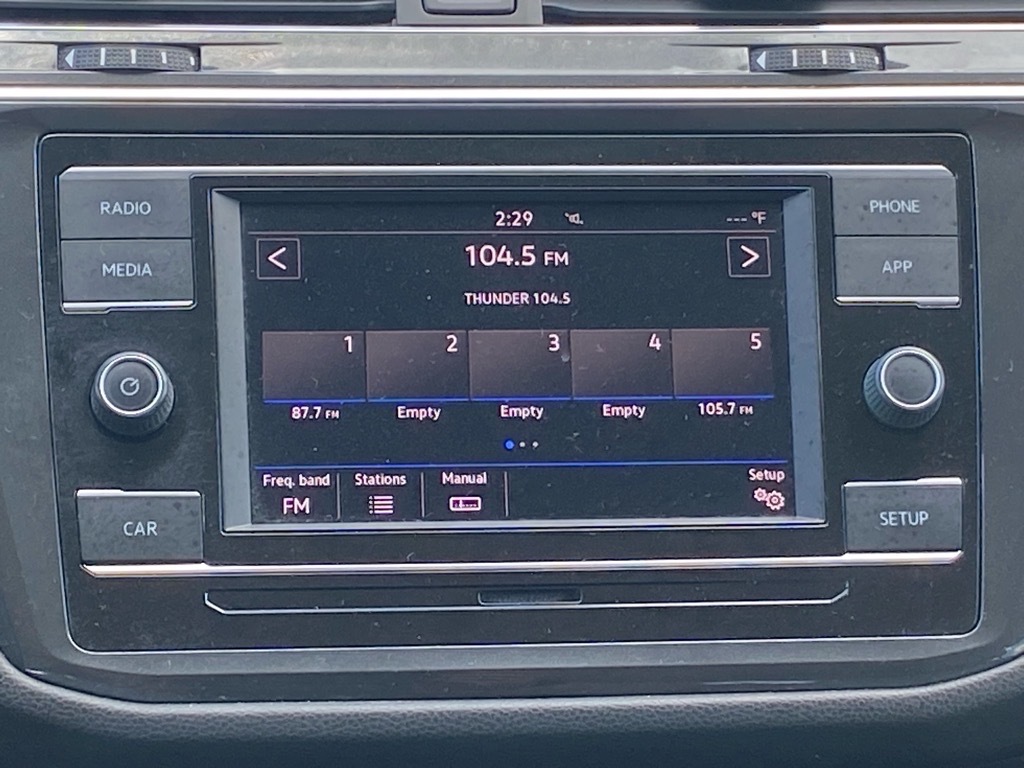 RADIO
MEDIA
CAR
2:29
--- °F
104.5 FM
THUNDER 104.5
1 2 3 4 5
87.7 FM Empty Empty Empty 105.7 FM
Freq. band Stations Manual Setup
FM
PHONE
APP
SETUP